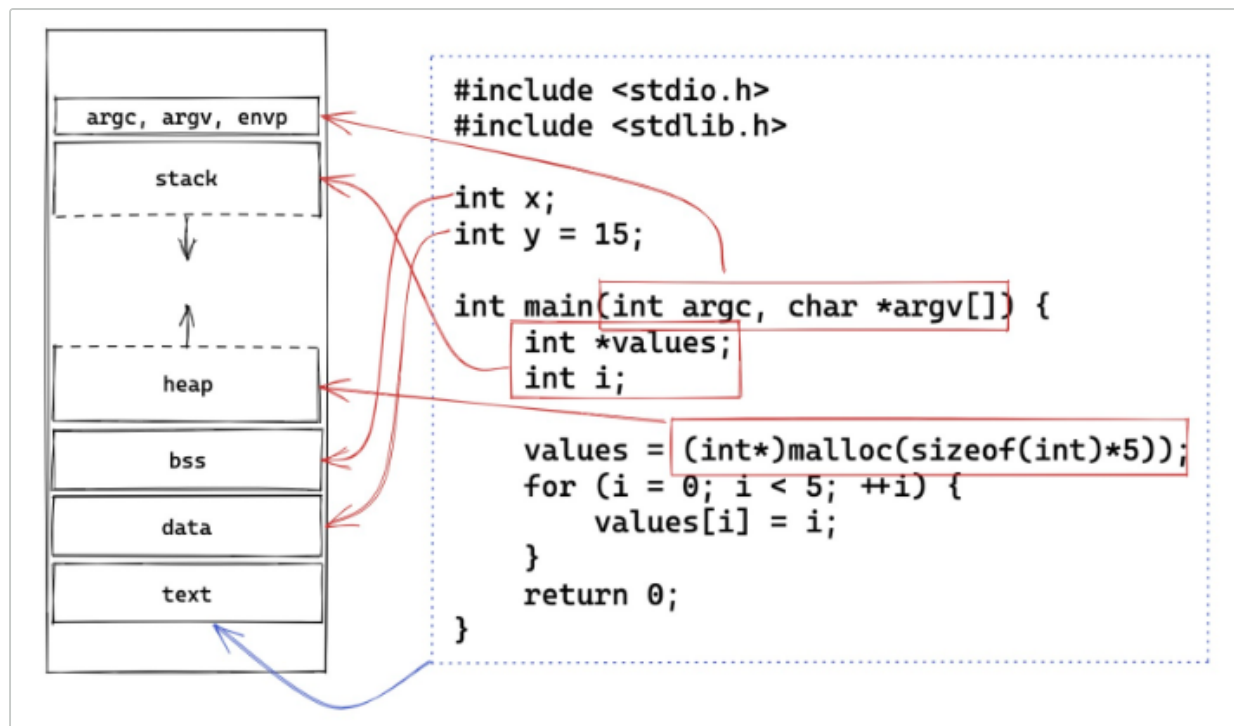 argc, argv, envp
stack
heap
bss
data
text
#include <stdio.h>
#include <stdlib.h>
int x;
int y = 15;
int main(int argc, char *argv[]) {
    int *values;
    int i;
    values = (int*)malloc(sizeof(int)*5));
    for (i = 0; i < 5; ++i) {
        values[i] = i;
    }
    return 0;
}